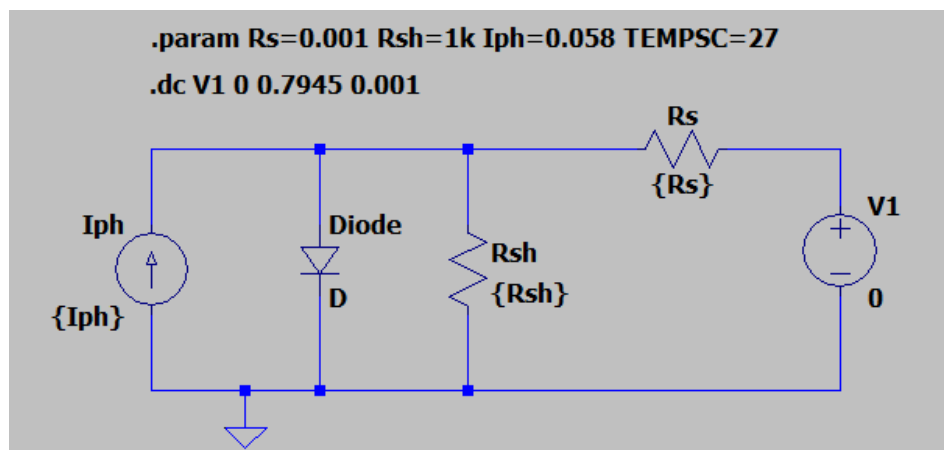 .param Rs=0.001 Rsh=1k Iph=0.058 TEMPSC=27
.dc V1 0 0.7945 0.001
Rs
{Rs}
Iph
{Iph}
Diode
D
Rsh
{Rsh}
V1
0